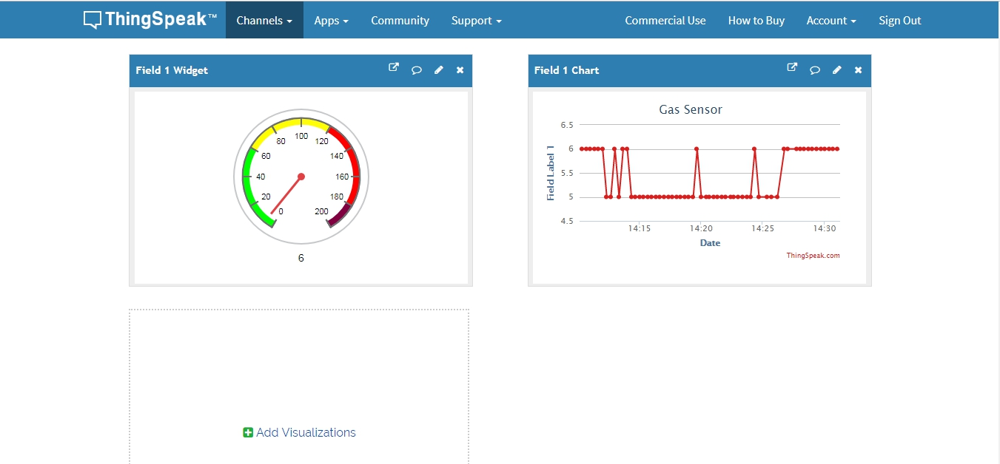 ThingSpeak™ Channels Apps Community Support Commercial Use How to Buy Account Sign Out
Field 1 Widget
0
20
40
60
80
100
120
140
160
180
200
6
Field 1 Chart
Gas Sensor
Field Label 1
6.5
6
5.5
5
4.5
14:15 14:20 14:25 14:30
Date
ThingSpeak.com
Add Visualizations